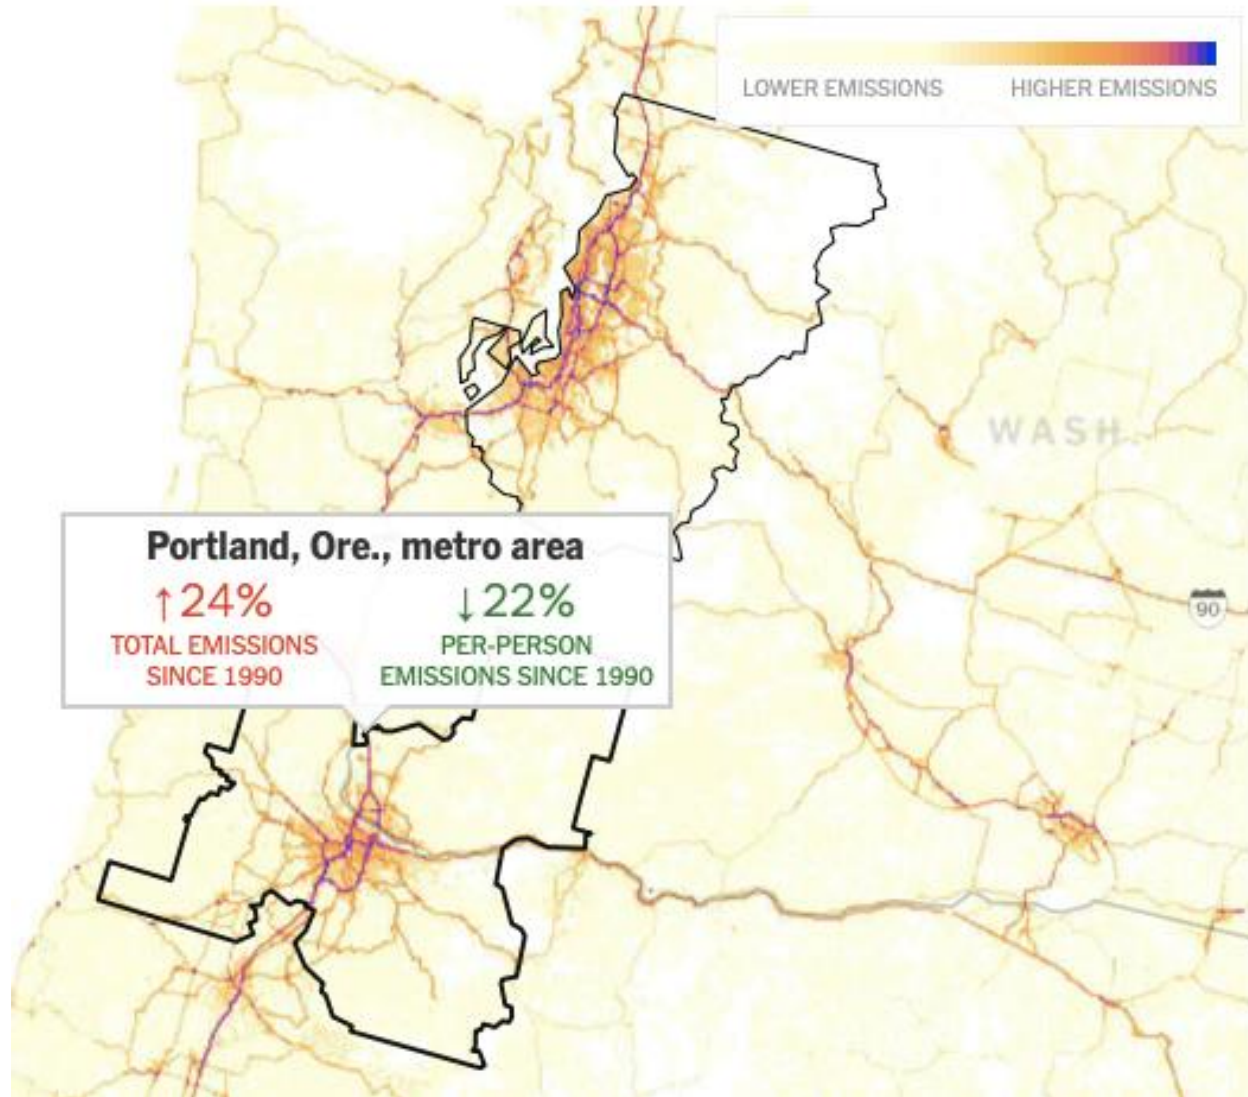 LOWER EMISSIONS HIGHER EMISSIONS
WASH.
Portland, Ore., metro area
↑24% ↓22%
TOTAL EMISSIONS PER-PERSON
SINCE 1990 EMISSIONS SINCE 1990
90